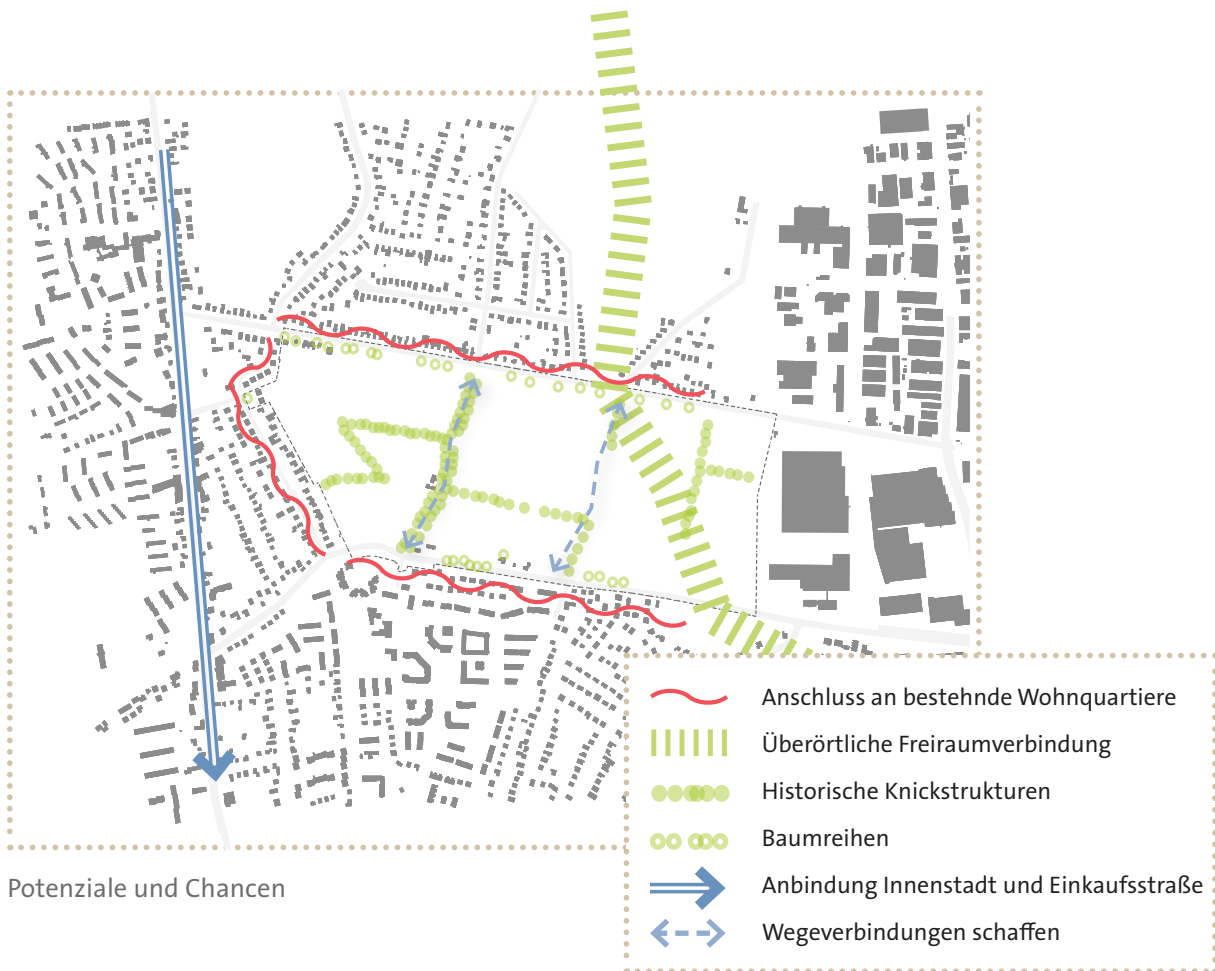 Anschluss an bestehnde Wohnquartiere
Überörtliche Freiraumverbindung
Historische Knickstrukturen
Baumreihen
Anbindung Innenstadt und Einkaufsstraße
Wegeverbindungen schaffen
Potenziale und Chancen